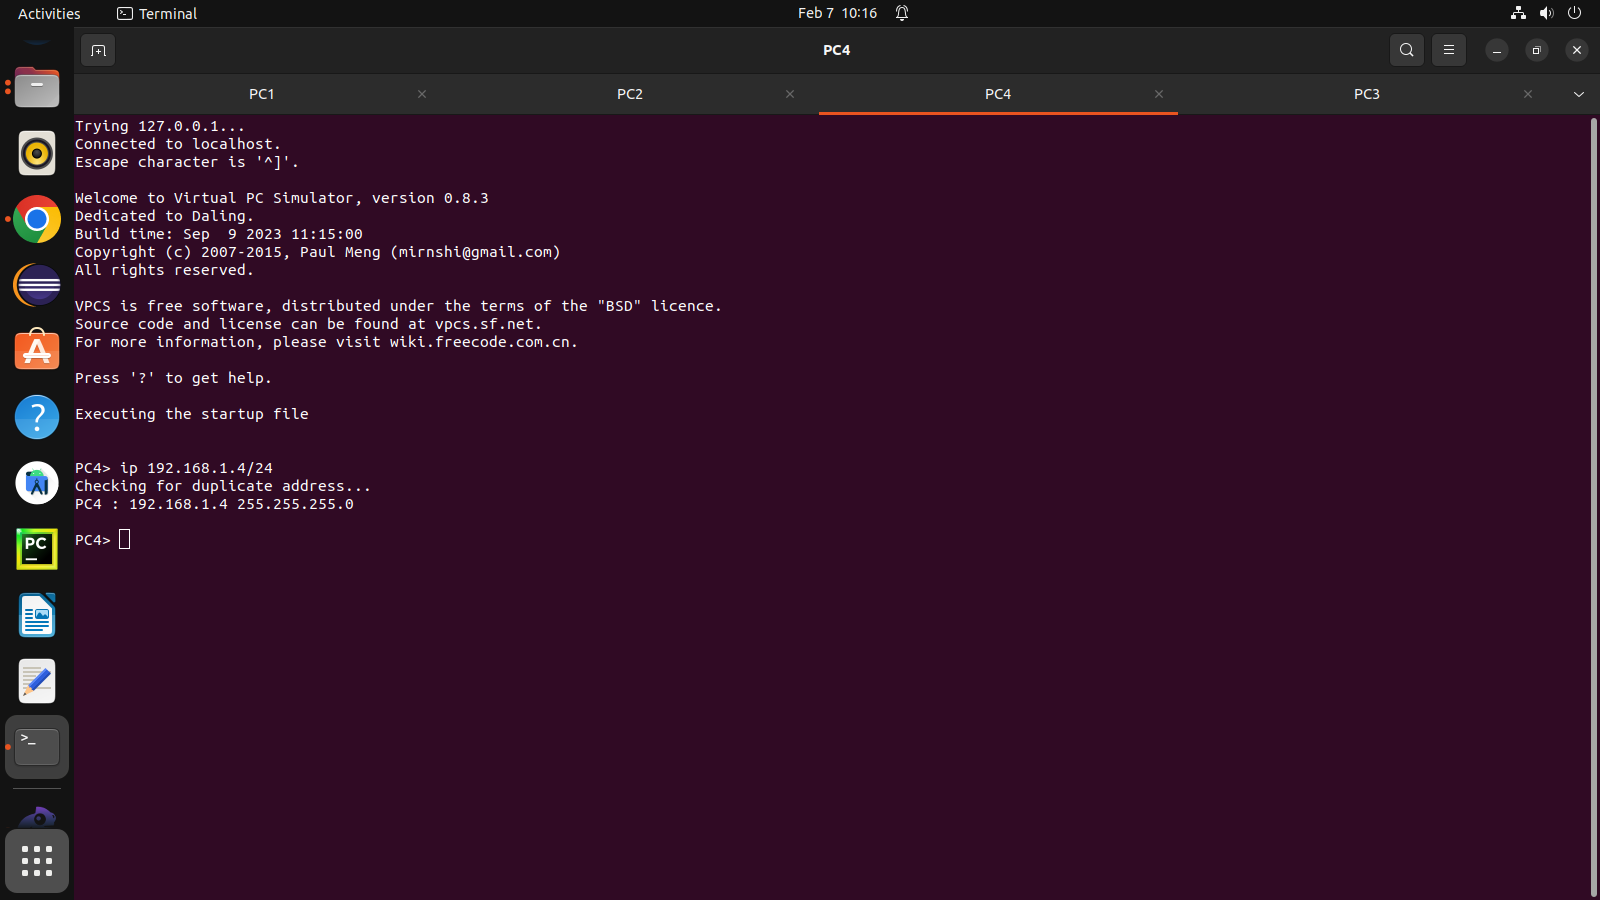 Activities
Terminal
Feb 7 10:16
PC4
PC1
PC2
PC4
PC3
Trying 127.0.0.1...
Connected to localhost.
Escape character is '^]'.
Welcome to Virtual PC Simulator, version 0.8.3
Dedicated to Daling.
Build time: Sep  9 2023 11:15:00
Copyright (c) 2007-2015, Paul Meng (mirnshi@gmail.com)
All rights reserved.
VPCS is free software, distributed under the terms of the "BSD" licence.
Source code and license can be found at vpcs.sf.net.
For more information, please visit wiki.freecode.com.cn.
Press '?' to get help.
Executing the startup file
PC4> ip 192.168.1.4/24
Checking for duplicate address...
PC4 : 192.168.1.4 255.255.255.0
PC4>
PC
>_